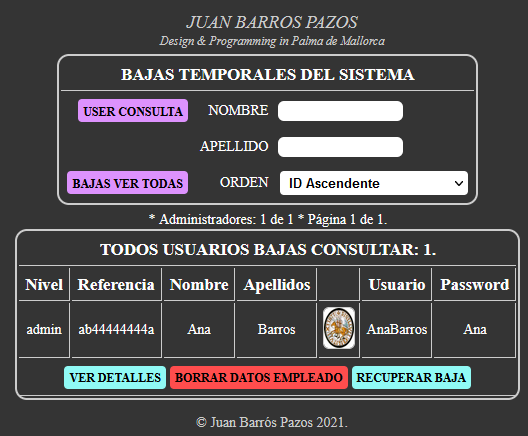 JUAN BARROS PAZOS
Design & Programming in Palma de Mallorca
BAJAS TEMPORALES DEL SISTEMA
USER CONSULTA NOMBRE
APELLIDO
BAJAS VER TODAS ORDEN ID Ascendente
* Administradores: 1 de 1 * Página 1 de 1.
TODOS USUARIOS BAJAS CONSULTAR: 1.
Nivel Referencia Nombre Apellidos Usuario Password
admin ab44444444a Ana Barros AnaBarros Ana
VER DETALLES BORRAR DATOS EMPLEADO RECUPERAR BAJA
© Juan Barrós Pazos 2021.